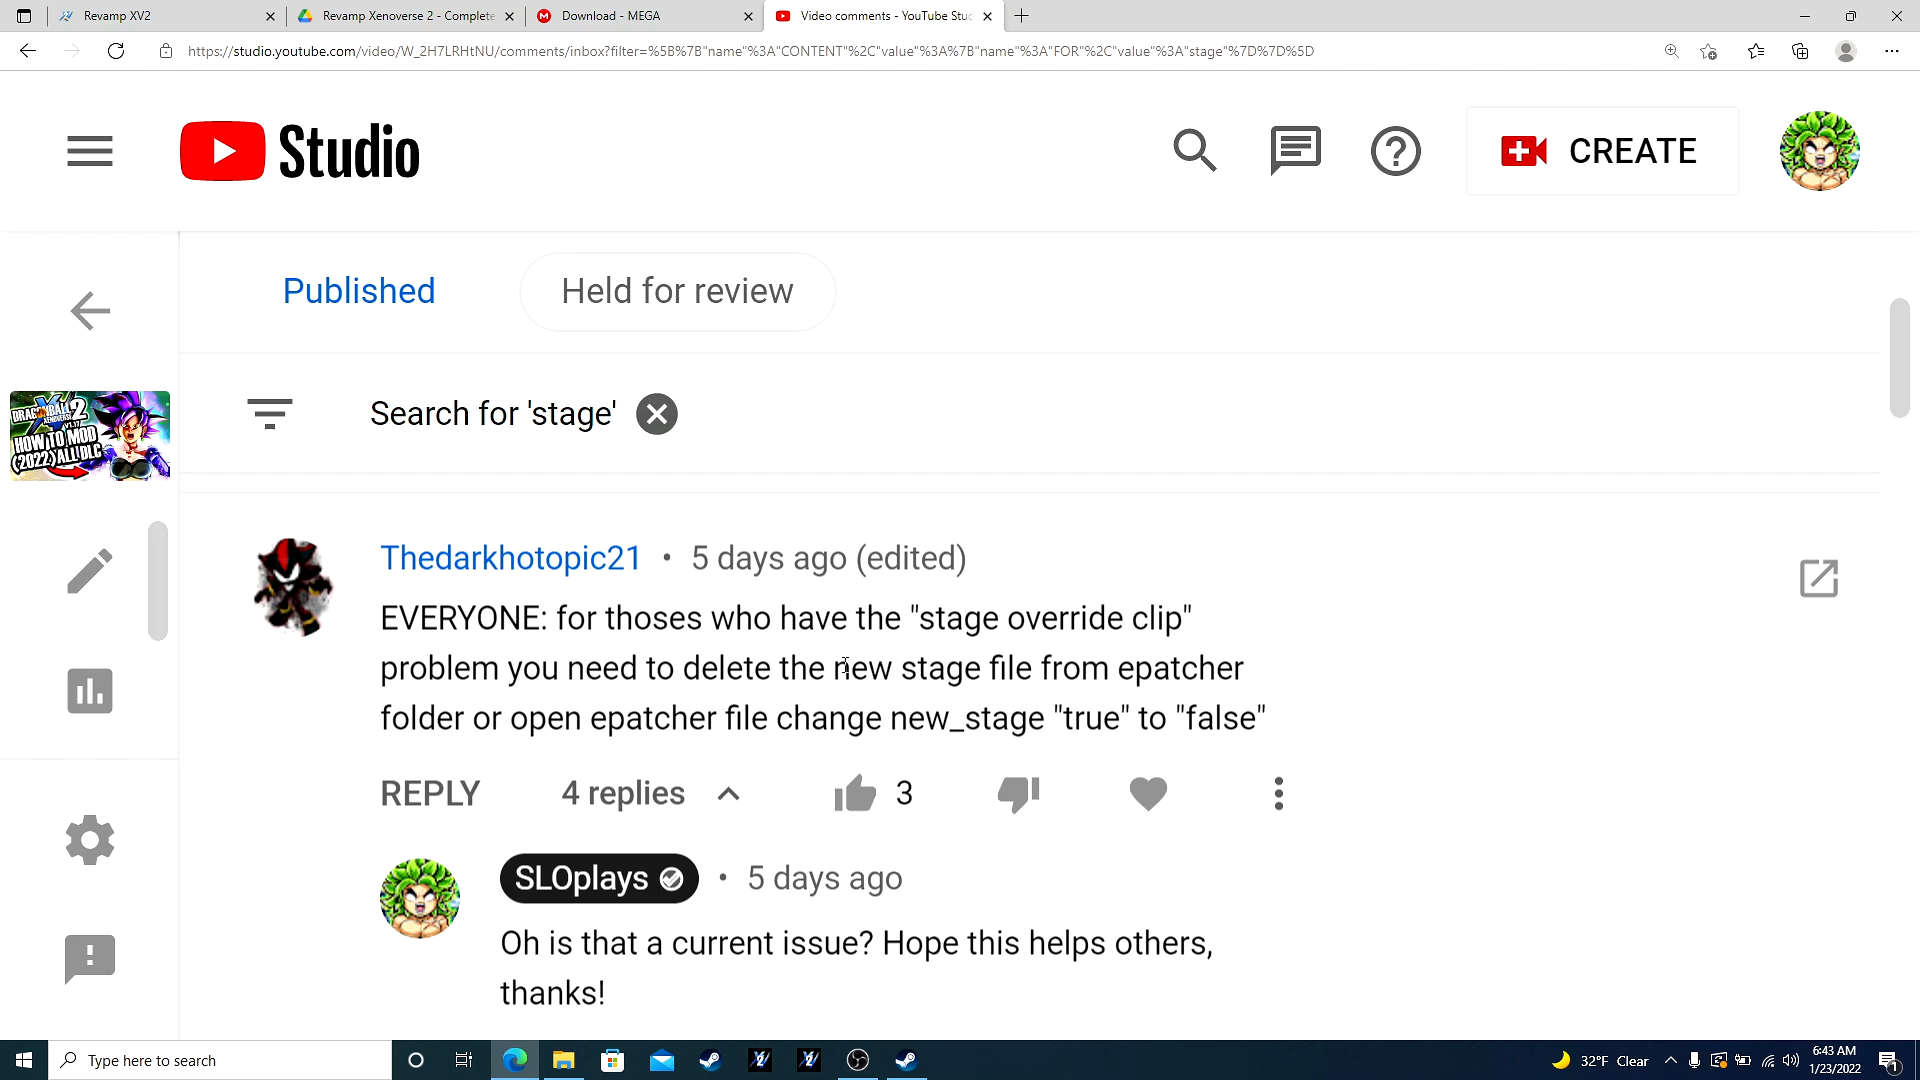 Revamp XV2
Revamp Xenoverse 2 - Complete
Download - MEGA
Video comments - YouTube Stu
https://studio.youtube.com/video/W_2H7LRHtNU/comments/inbox?filter=%5B%7B"name"%3A"CONTENT"%2C"value"%3A%7B"name"%3A"FOR"%2C"value"%3A"stage"%7D%7D%5D
Studio
CREATE
Published
Held for review
Search for 'stage'
DRAGONBALL
XENOVERSE 2
V1.17
HOW TO MOD
(2022) ALL DLC
Thedarkhotopic21 • 5 days ago (edited)
EVERYONE: for thoses who have the "stage override clip"
problem you need to delete the new stage file from epatcher
folder or open epatcher file change new_stage "true" to "false"
REPLY 4 replies 3
SLOplays • 5 days ago
Oh is that a current issue? Hope this helps others,
thanks!
Type here to search
32°F Clear
6:43 AM
1/23/2022
1